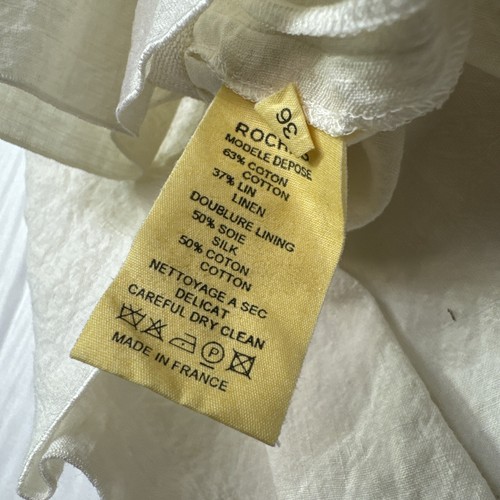 36
ROCHAS
MODELE DEPOSE
63% COTON
COTTON
37% LIN
LINEN
DOUBLURE LINING
50% SOIE
SILK
50% COTON
COTTON
NETTOYAGE A SEC
DELICAT
CAREFUL DRY CLEAN
P
MADE IN FRANCE